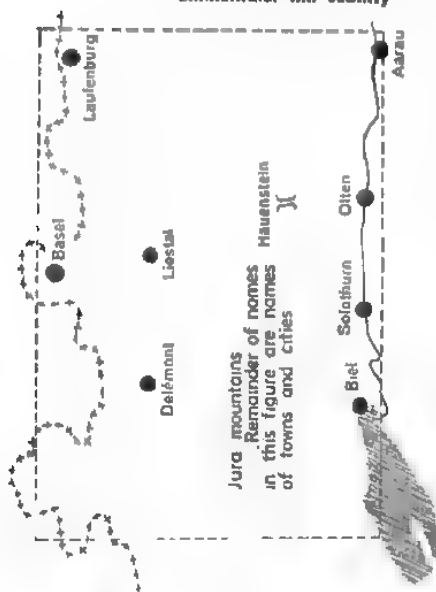 Laufenburg
Basel
Liestal
Delémont
Hauenstein
Jura mountains
Remainder of names
in this figure are names
of towns and cities
Aarau
Olten
Solothurn
Biel